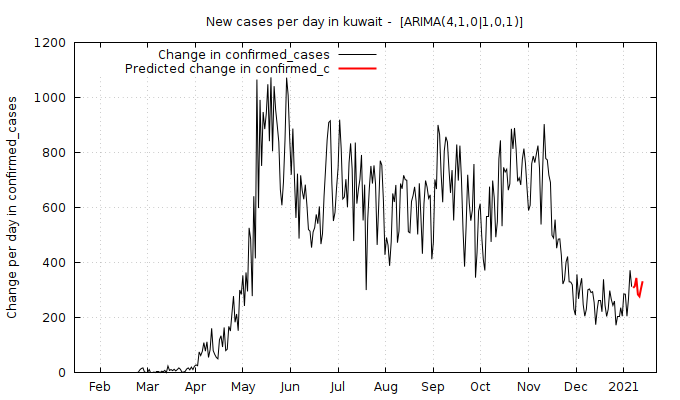 New cases per day in kuwait -  [ARIMA(4,1,0|1,0,1)]
Change in confirmed_cases
Predicted change in confirmed_c
Change per day in confirmed_cases
1200
1000
800
600
400
200
0
Feb Mar Apr May Jun Jul Aug Sep Oct Nov Dec 2021